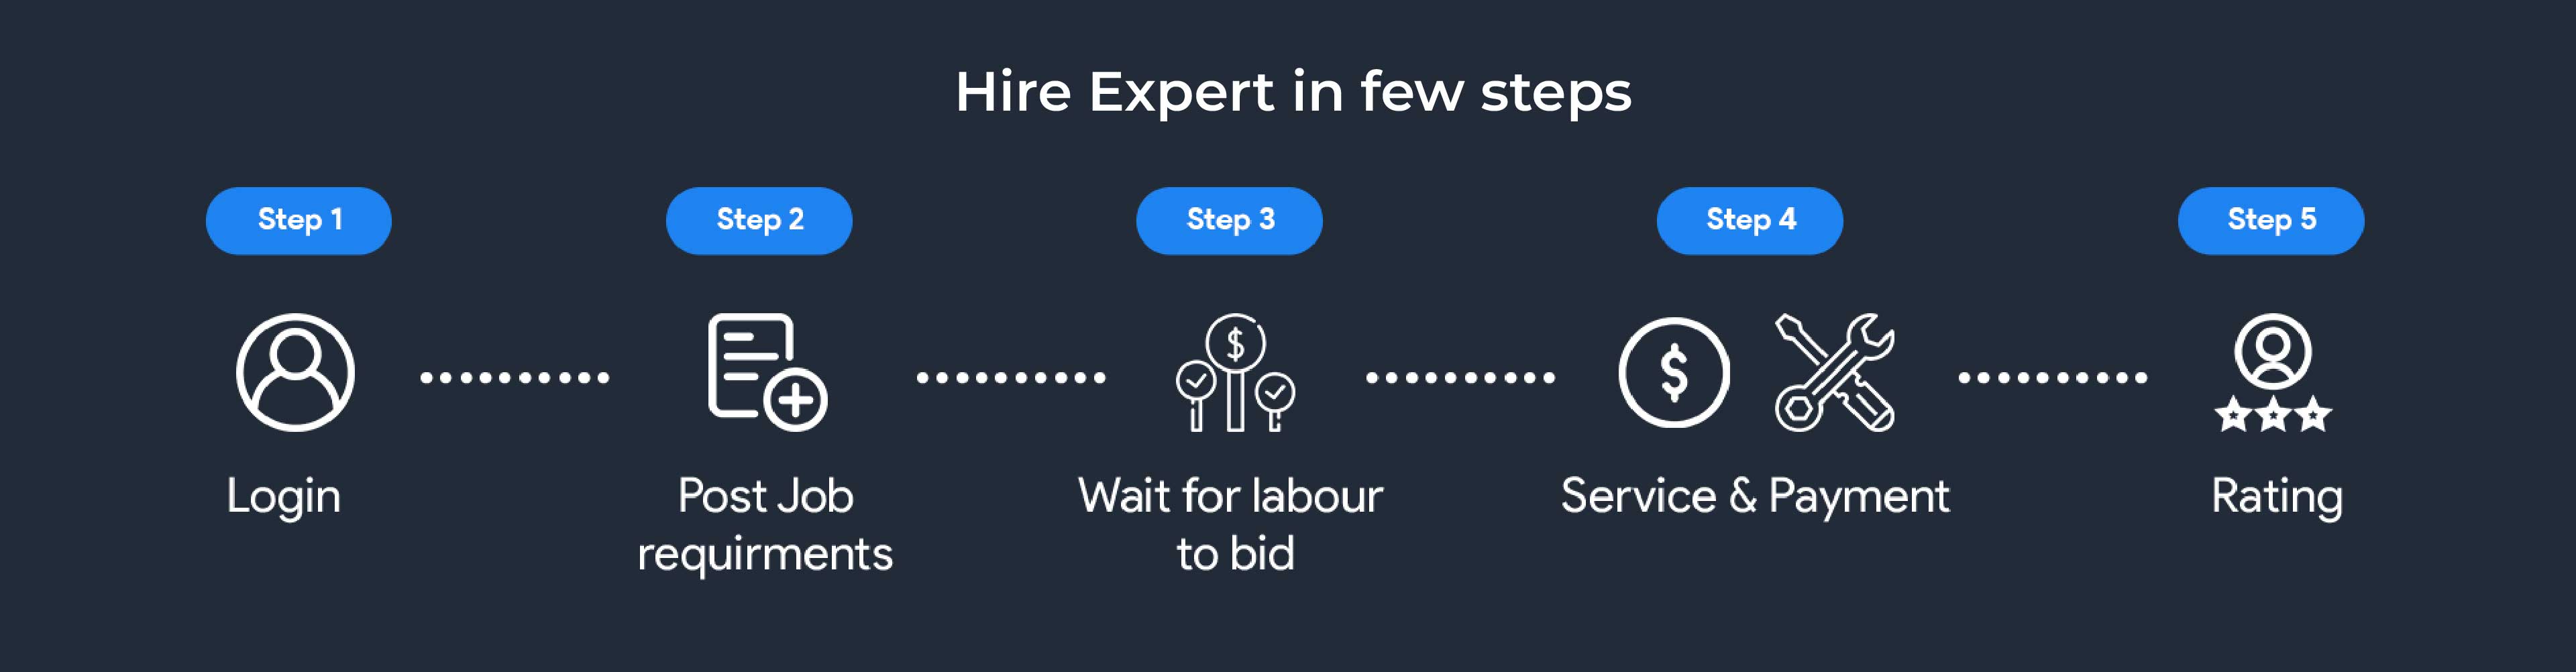 Hire Expert in few steps
Step 1
Step 2
Step 3
Step 4
Step 5
$
$
Login
Post Job
requirments
Wait for labour
to bid
Service & Payment
Rating